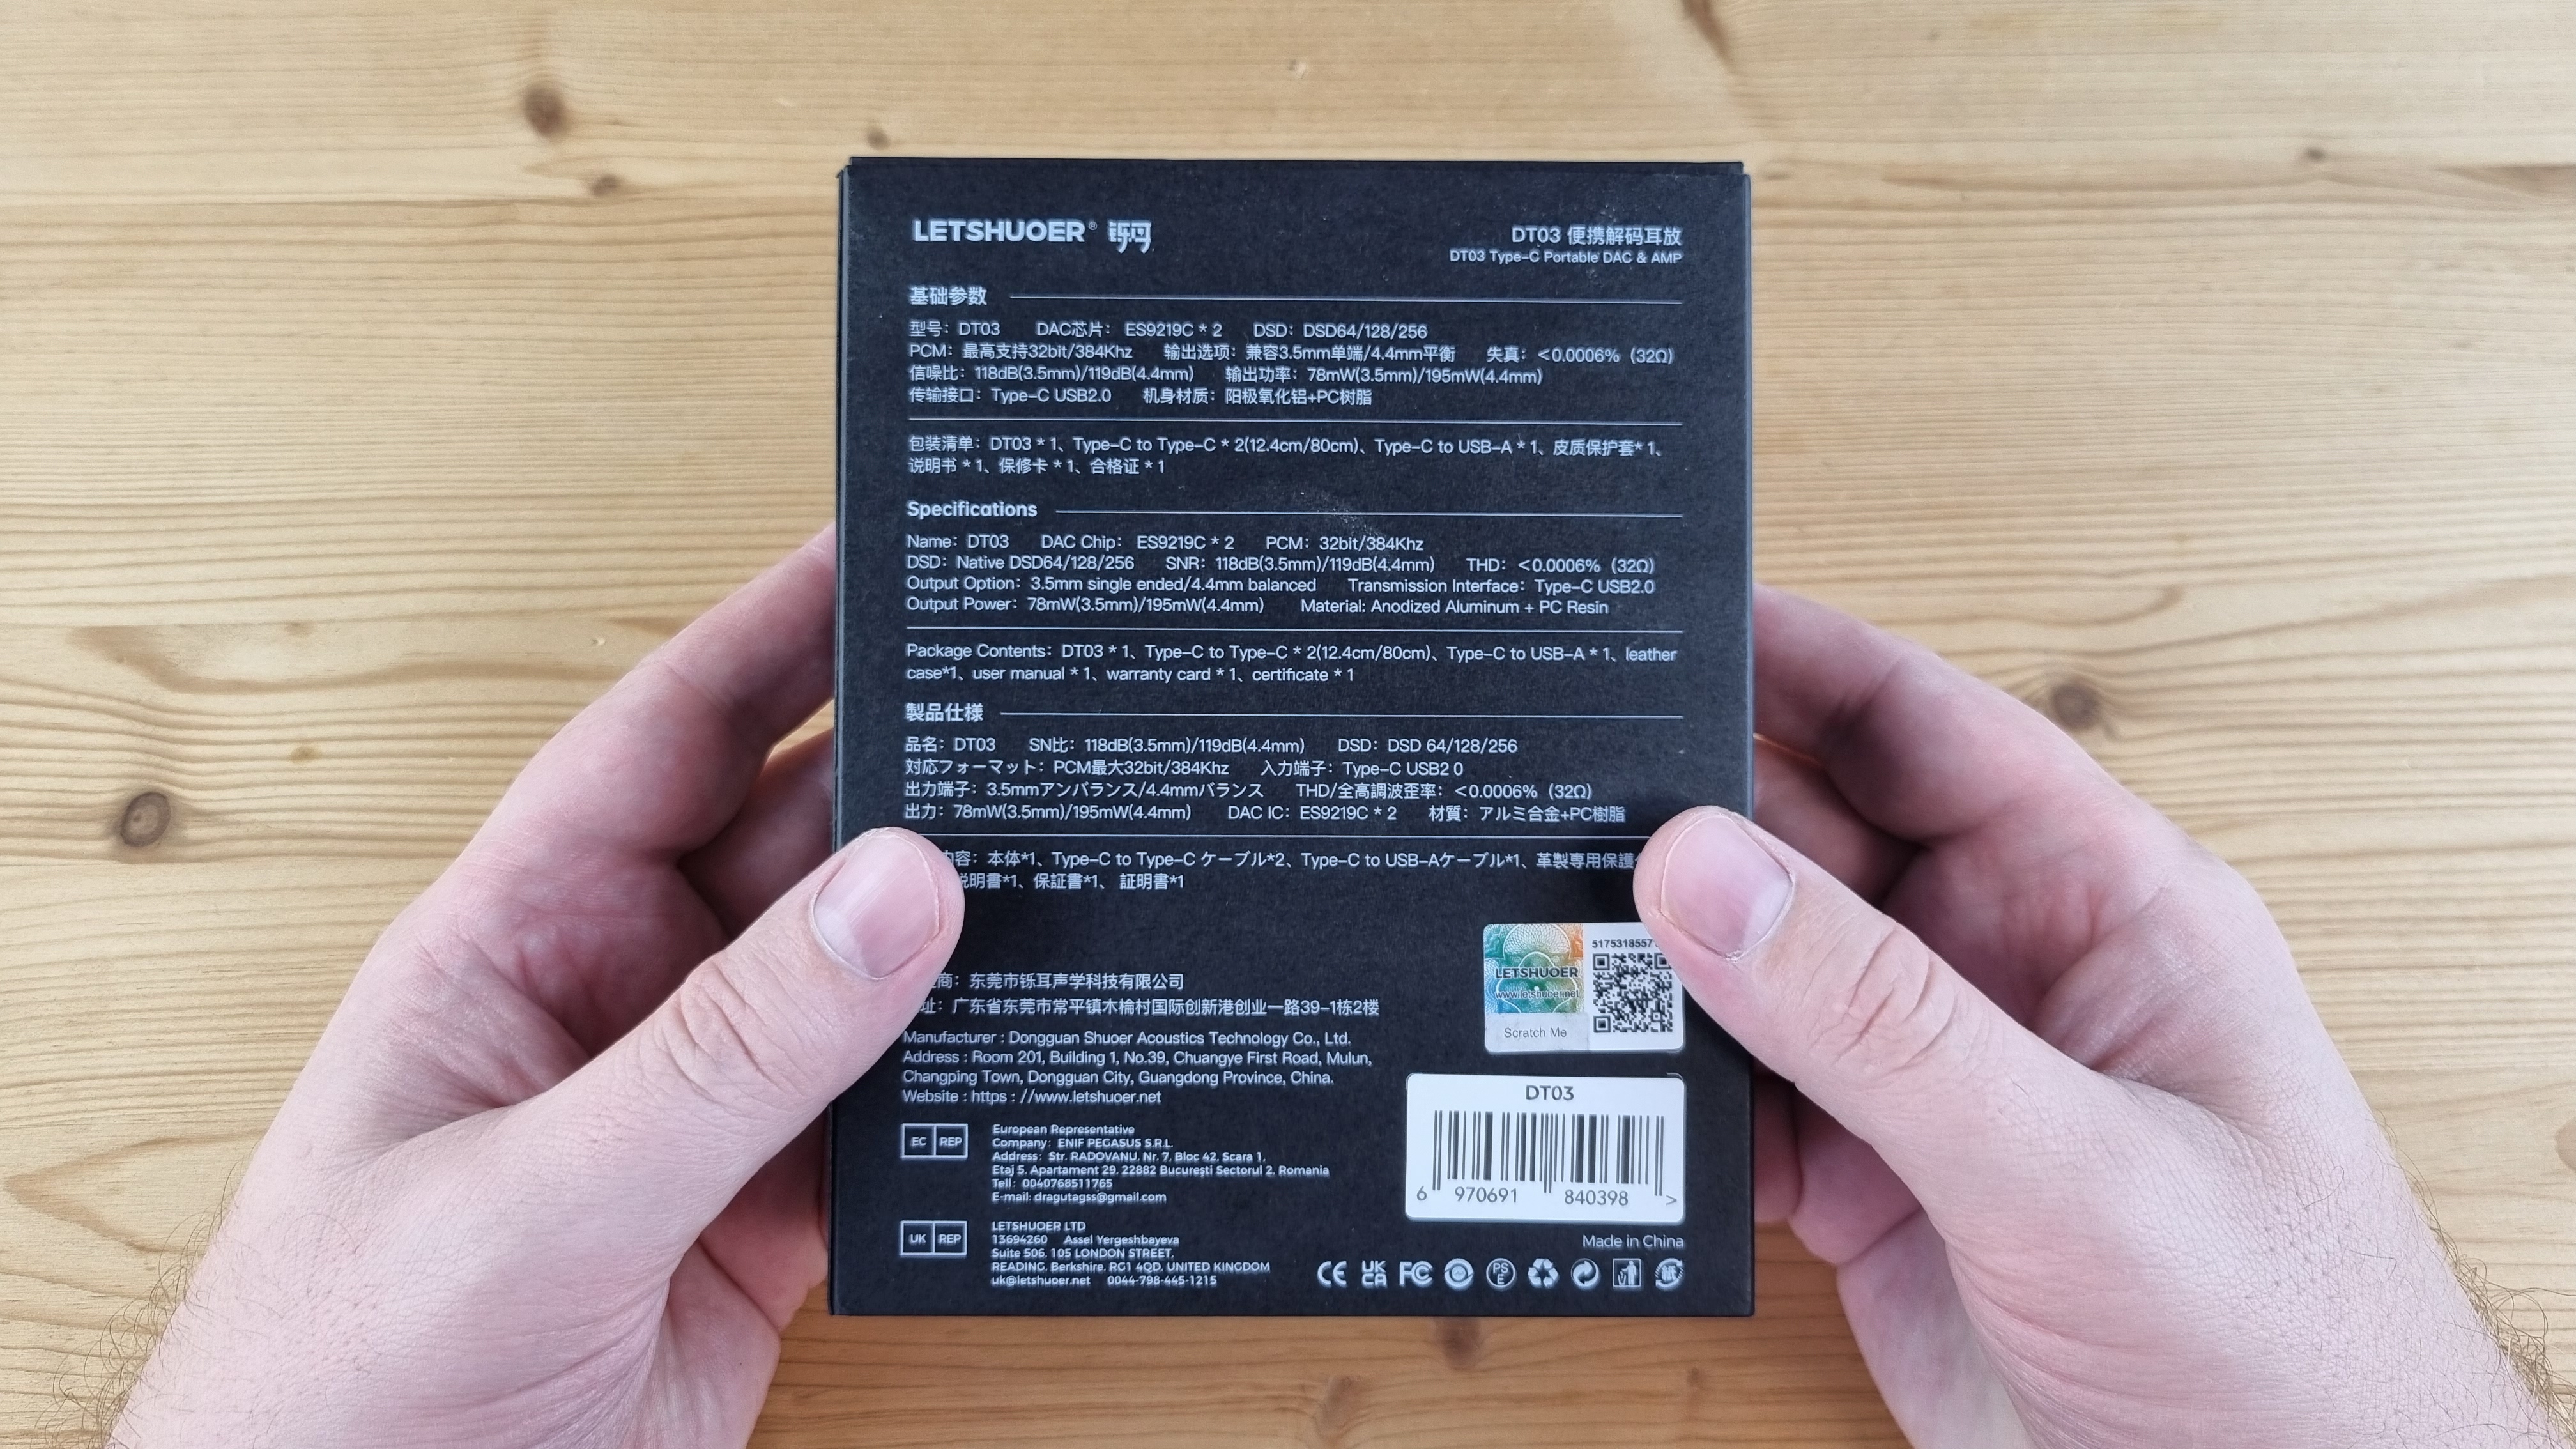 LETSHUOER® 铄耳
DT03 便携解码耳放
DT03 Type-C Portable DAC & AMP
基础参数
型号：DT03 DAC芯片：ES9219C * 2 DSD：DSD64/128/256
PCM：最高支持32bit/384Khz 输出选项：兼容3.5mm单端/4.4mm平衡 失真：＜0.0006%（32Ω）
信噪比：118dB(3.5mm)/119dB(4.4mm) 输出功率：78mW(3.5mm)/195mW(4.4mm)
传输接口：Type-C USB2.0 机身材质：阳极氧化铝+PC树脂
包装清单：DT03 * 1、Type-C to Type-C * 2(12.4cm/80cm)、Type-C to USB-A * 1、皮质保护套* 1、
说明书 * 1、保修卡 * 1、合格证 * 1
Specifications
Name：DT03 DAC Chip：ES9219C * 2 PCM：32bit/384Khz
DSD：Native DSD64/128/256 SNR：118dB(3.5mm)/119dB(4.4mm) THD：＜0.0006%（32Ω）
Output Option：3.5mm single ended/4.4mm balanced Transmission Interface：Type-C USB2.0
Output Power：78mW(3.5mm)/195mW(4.4mm) Material: Anodized Aluminum + PC Resin
Package Contents：DT03 * 1、Type-C to Type-C * 2(12.4cm/80cm)、Type-C to USB-A * 1、leather
case*1、user manual * 1、warranty card * 1、certificate * 1
製品仕様
品名：DT03 SN比：118dB(3.5mm)/119dB(4.4mm) DSD：DSD 64/128/256
対応フォーマット：PCM最大32bit/384Khz 入力端子：Type-C USB2 0
出力端子：3.5mmアンバランス/4.4mmバランス THD/全高調波歪率：＜0.0006%（32Ω）
出力：78mW(3.5mm)/195mW(4.4mm) DAC IC：ES9219C * 2 材質：アルミ合金+PC樹脂
内容：本体*1、Type-C to Type-C ケーブル*2、Type-C to USB-Aケーブル*1、革製専用保護
説明書*1、保証書*1、 証明書*1
5175318557
LETSHUOER
www.letshuoer.net
Scratch Me
商：东莞市铄耳声学科技有限公司
址：广东省东莞市常平镇木棆村国际创新港创业一路39-1栋2楼
Manufacturer : Dongguan Shuoer Acoustics Technology Co., Ltd.
Address : Room 201, Building 1, No.39, Chuangye First Road, Mulun,
Changping Town, Dongguan City, Guangdong Province, China.
Website : https : //www.letshuoer.net
DT03
6 970691 840398 >
EC REP
European Representative
Company：ENIF PEGASUS S.R.L.
Address：Str. RADOVANU. Nr. 7, Bloc 42, Scara 1,
Etaj 5, Apartament 29, 22882 București Sectorul 2, Romania
Tell：0040768511765
E-mail: dragutagss@gmail.com
UK REP
LETSHUOER LTD
13694260 Assel Yergeshbayeva
Suite 506, 105 LONDON STREET,
READING, Berkshire, RG1 4QD, UNITED KINGDOM
uk@letshuoer.net 0044-798-445-1215
Made in China
CE UKCA FC PSE 紙